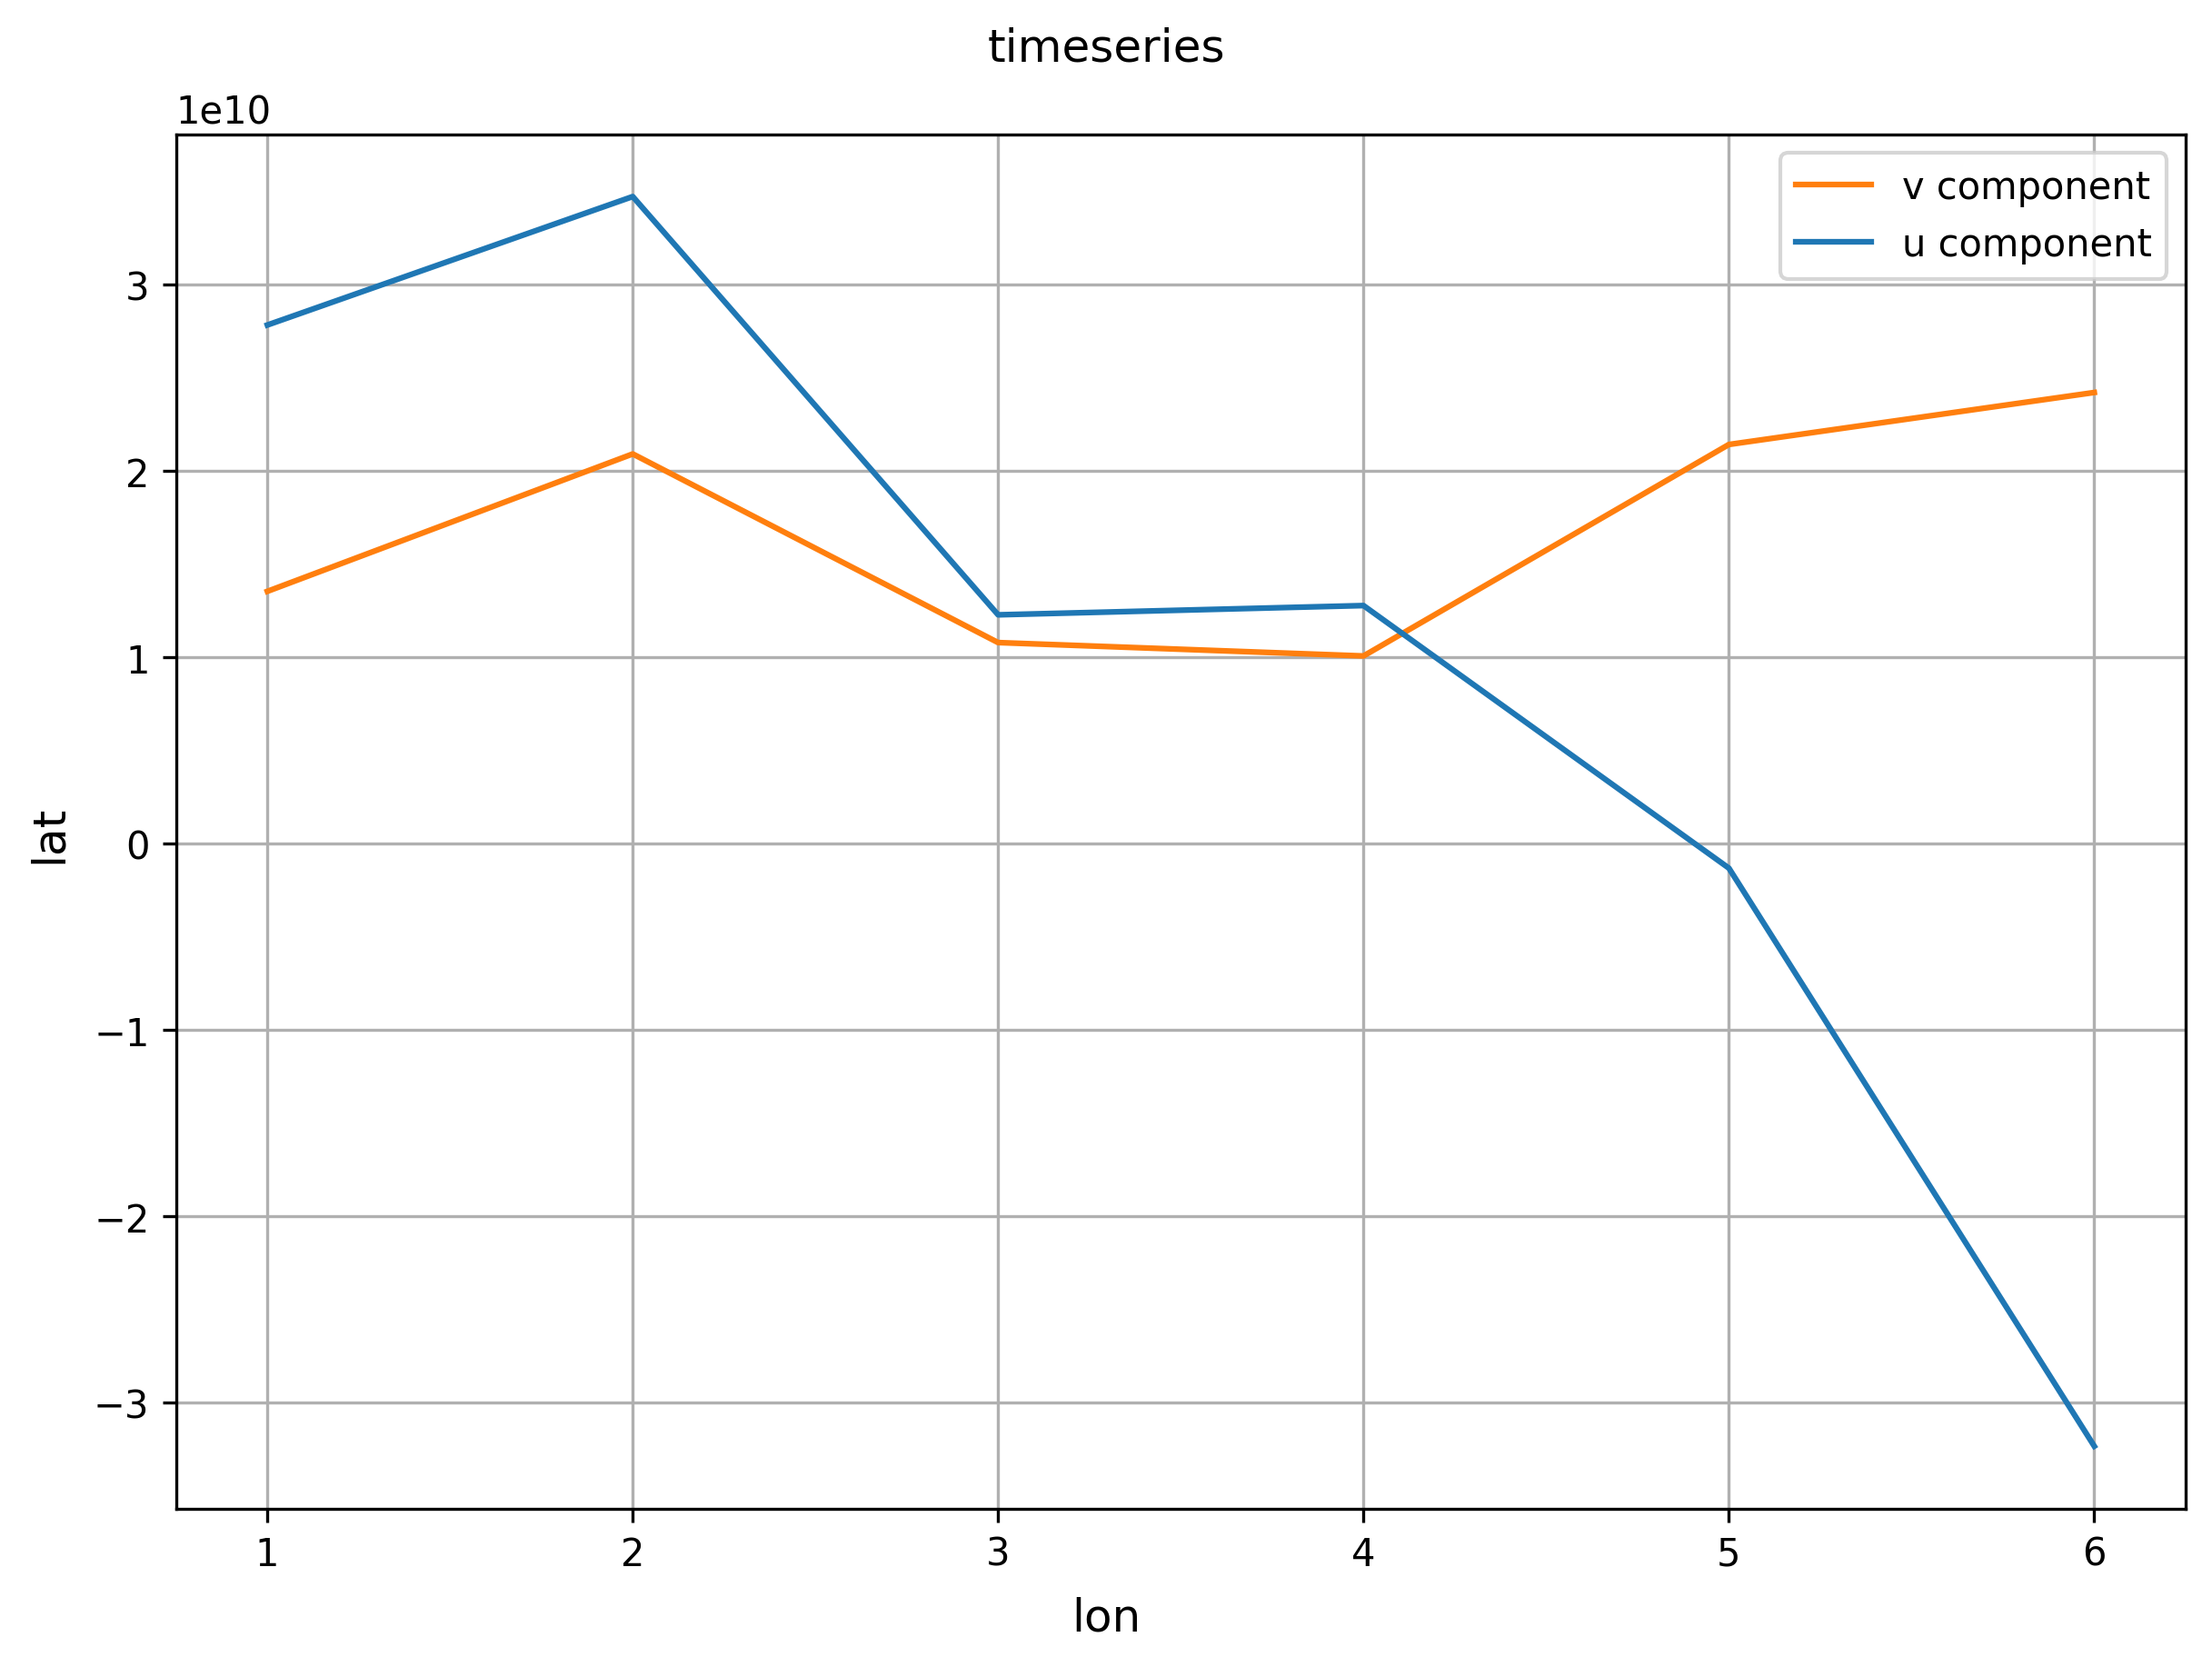 timeseries
1e10
v component
u component
3
2
1
0
−1
−2
−3
lat
1 2 3 4 5 6
lon